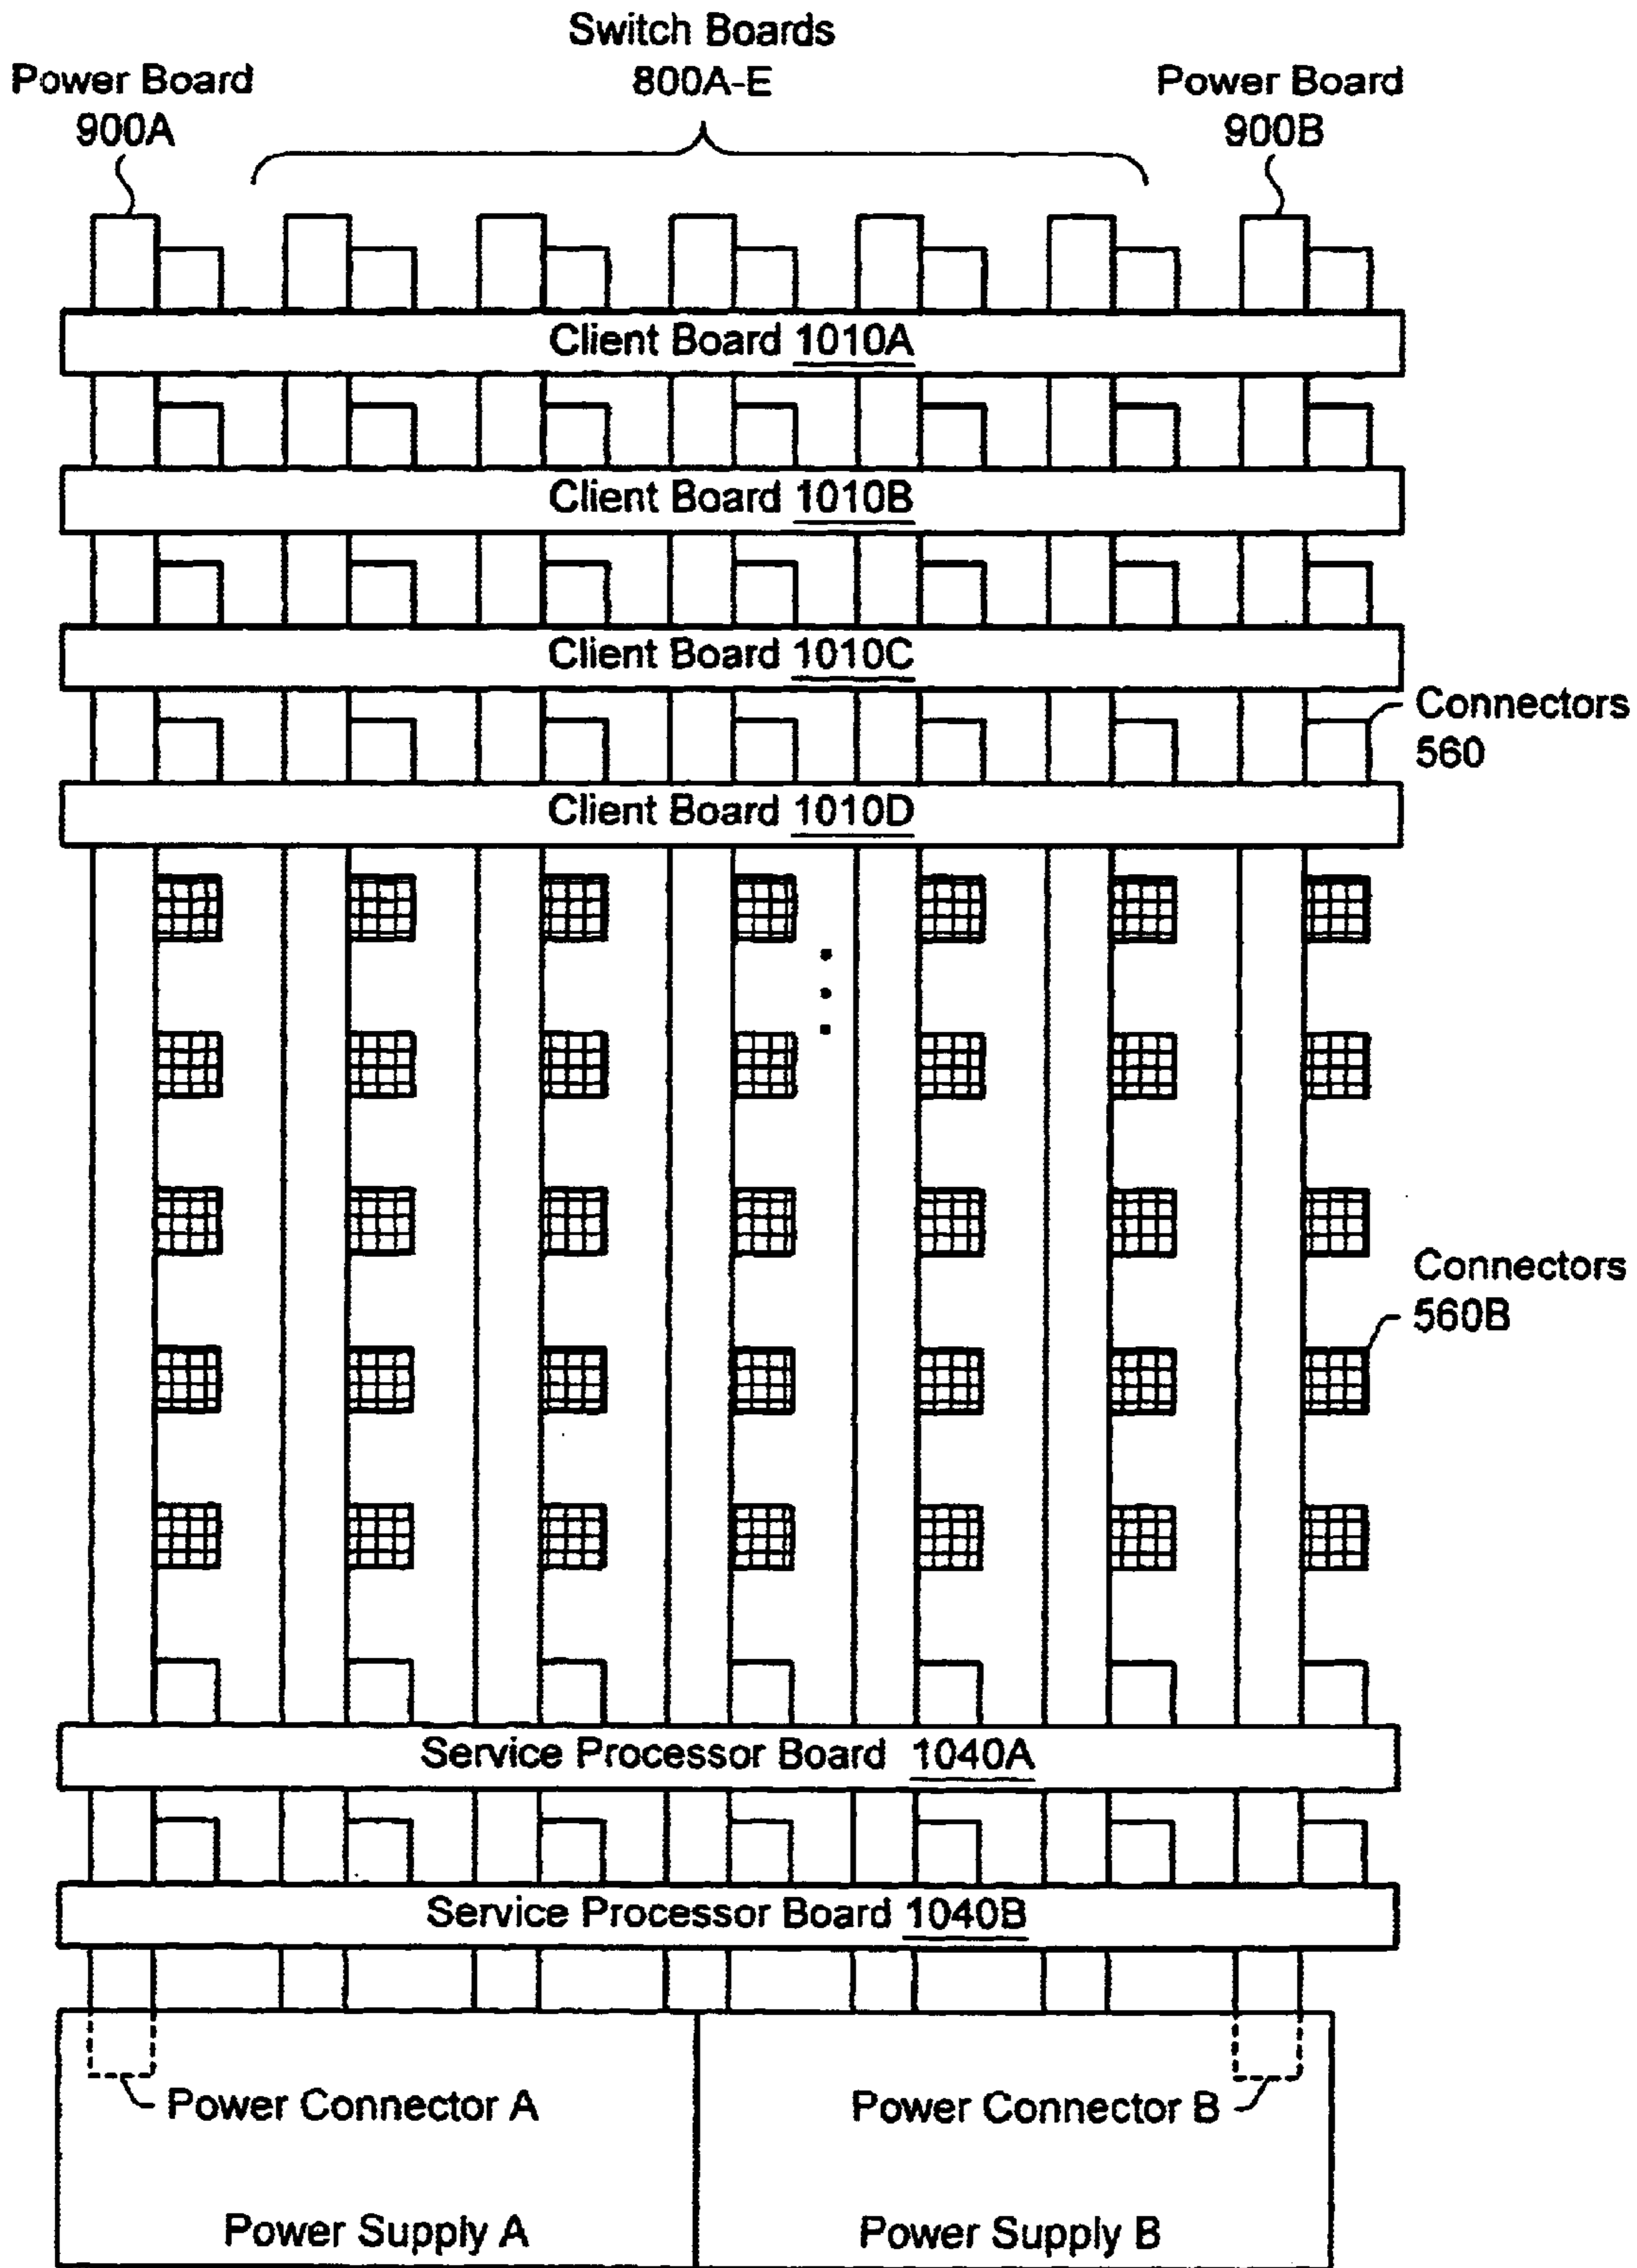 Switch Boards
800A-E
Power Board
900A
Power Board
900B
Client Board 1010A
Client Board 1010B
Client Board 1010C
Connectors
560
Client Board 1010D
Connectors
560B
Service Processor Board 1040A
Service Processor Board 1040B
Power Connector A
Power Connector B
Power Supply A
Power Supply B